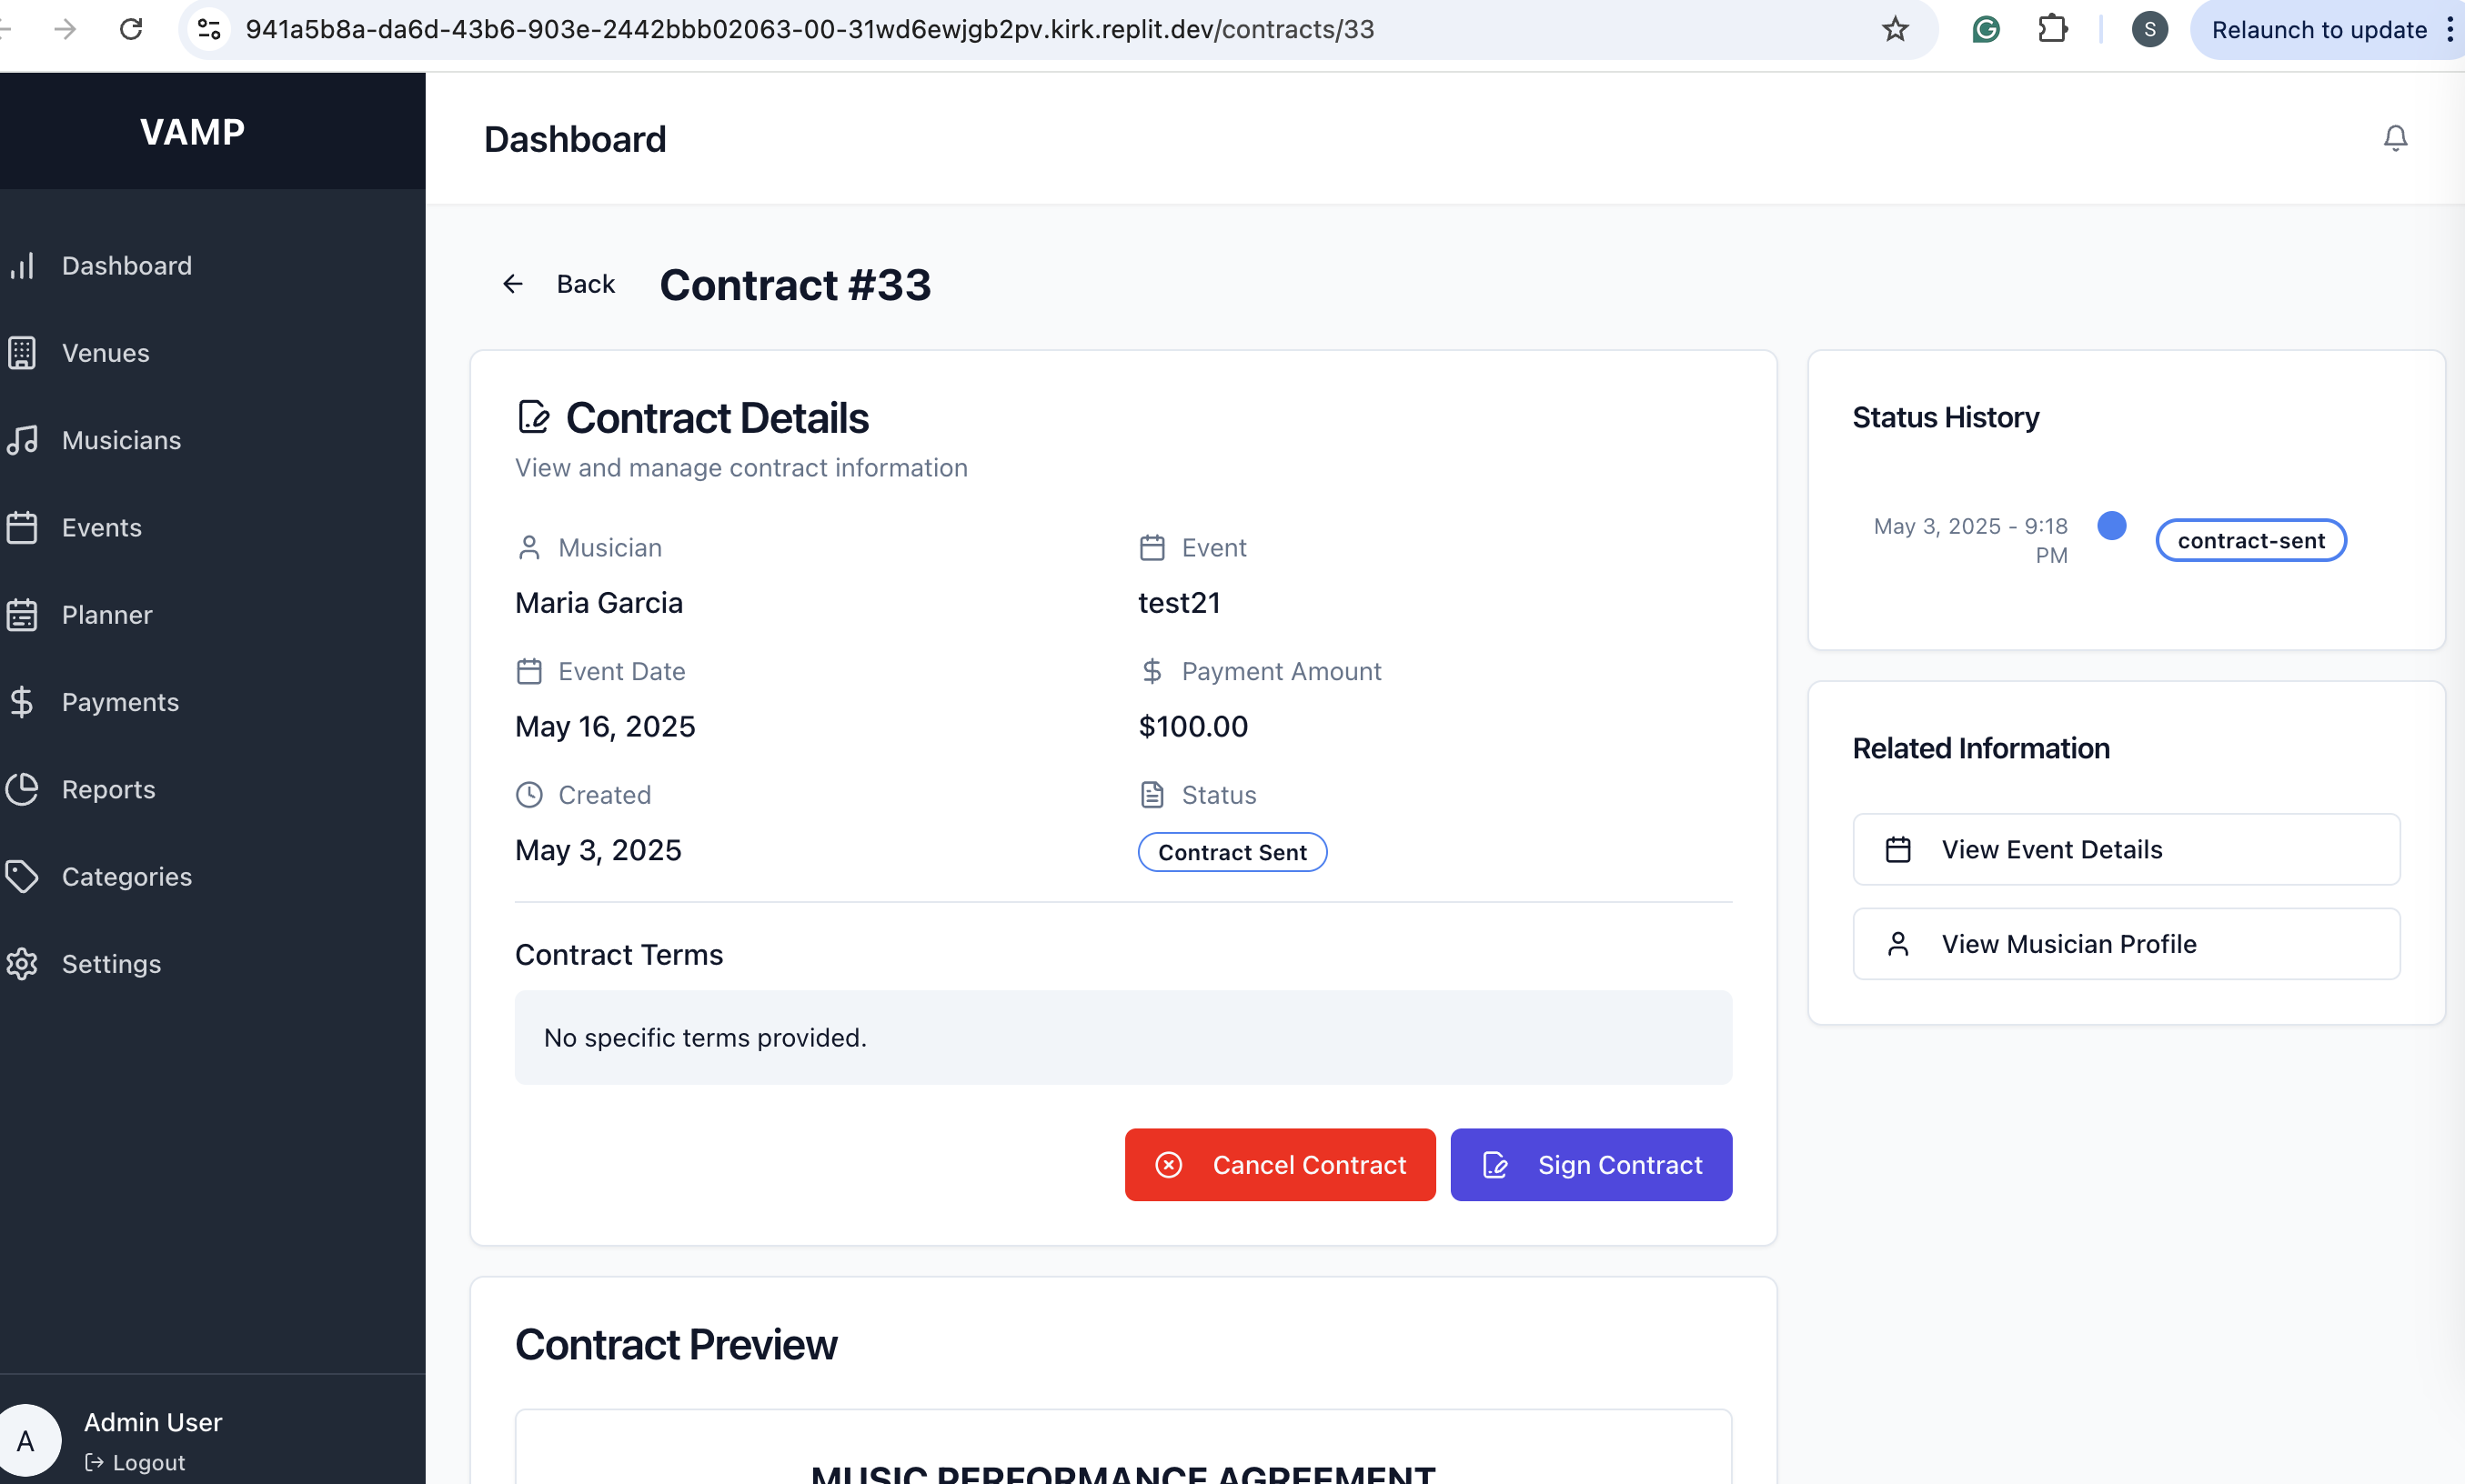 941a5b8a-da6d-43b6-903e-2442bbb02063-00-31wd6ewjgb2pv.kirk.replit.dev/contracts/33
S
Relaunch to update
VAMP
Dashboard
Venues
Musicians
Events
Planner
Payments
Reports
Categories
Settings
A
Admin User
Logout
Dashboard
Back
Contract #33
Contract Details
View and manage contract information
Musician
Maria Garcia
Event
test21
Event Date
May 16, 2025
Payment Amount
$100.00
Created
May 3, 2025
Status
Contract Sent
Contract Terms
No specific terms provided.
Cancel Contract
Sign Contract
Contract Preview
MUSIC PERFORMANCE AGREEMENT
Status History
May 3, 2025 - 9:18
PM
contract-sent
Related Information
View Event Details
View Musician Profile